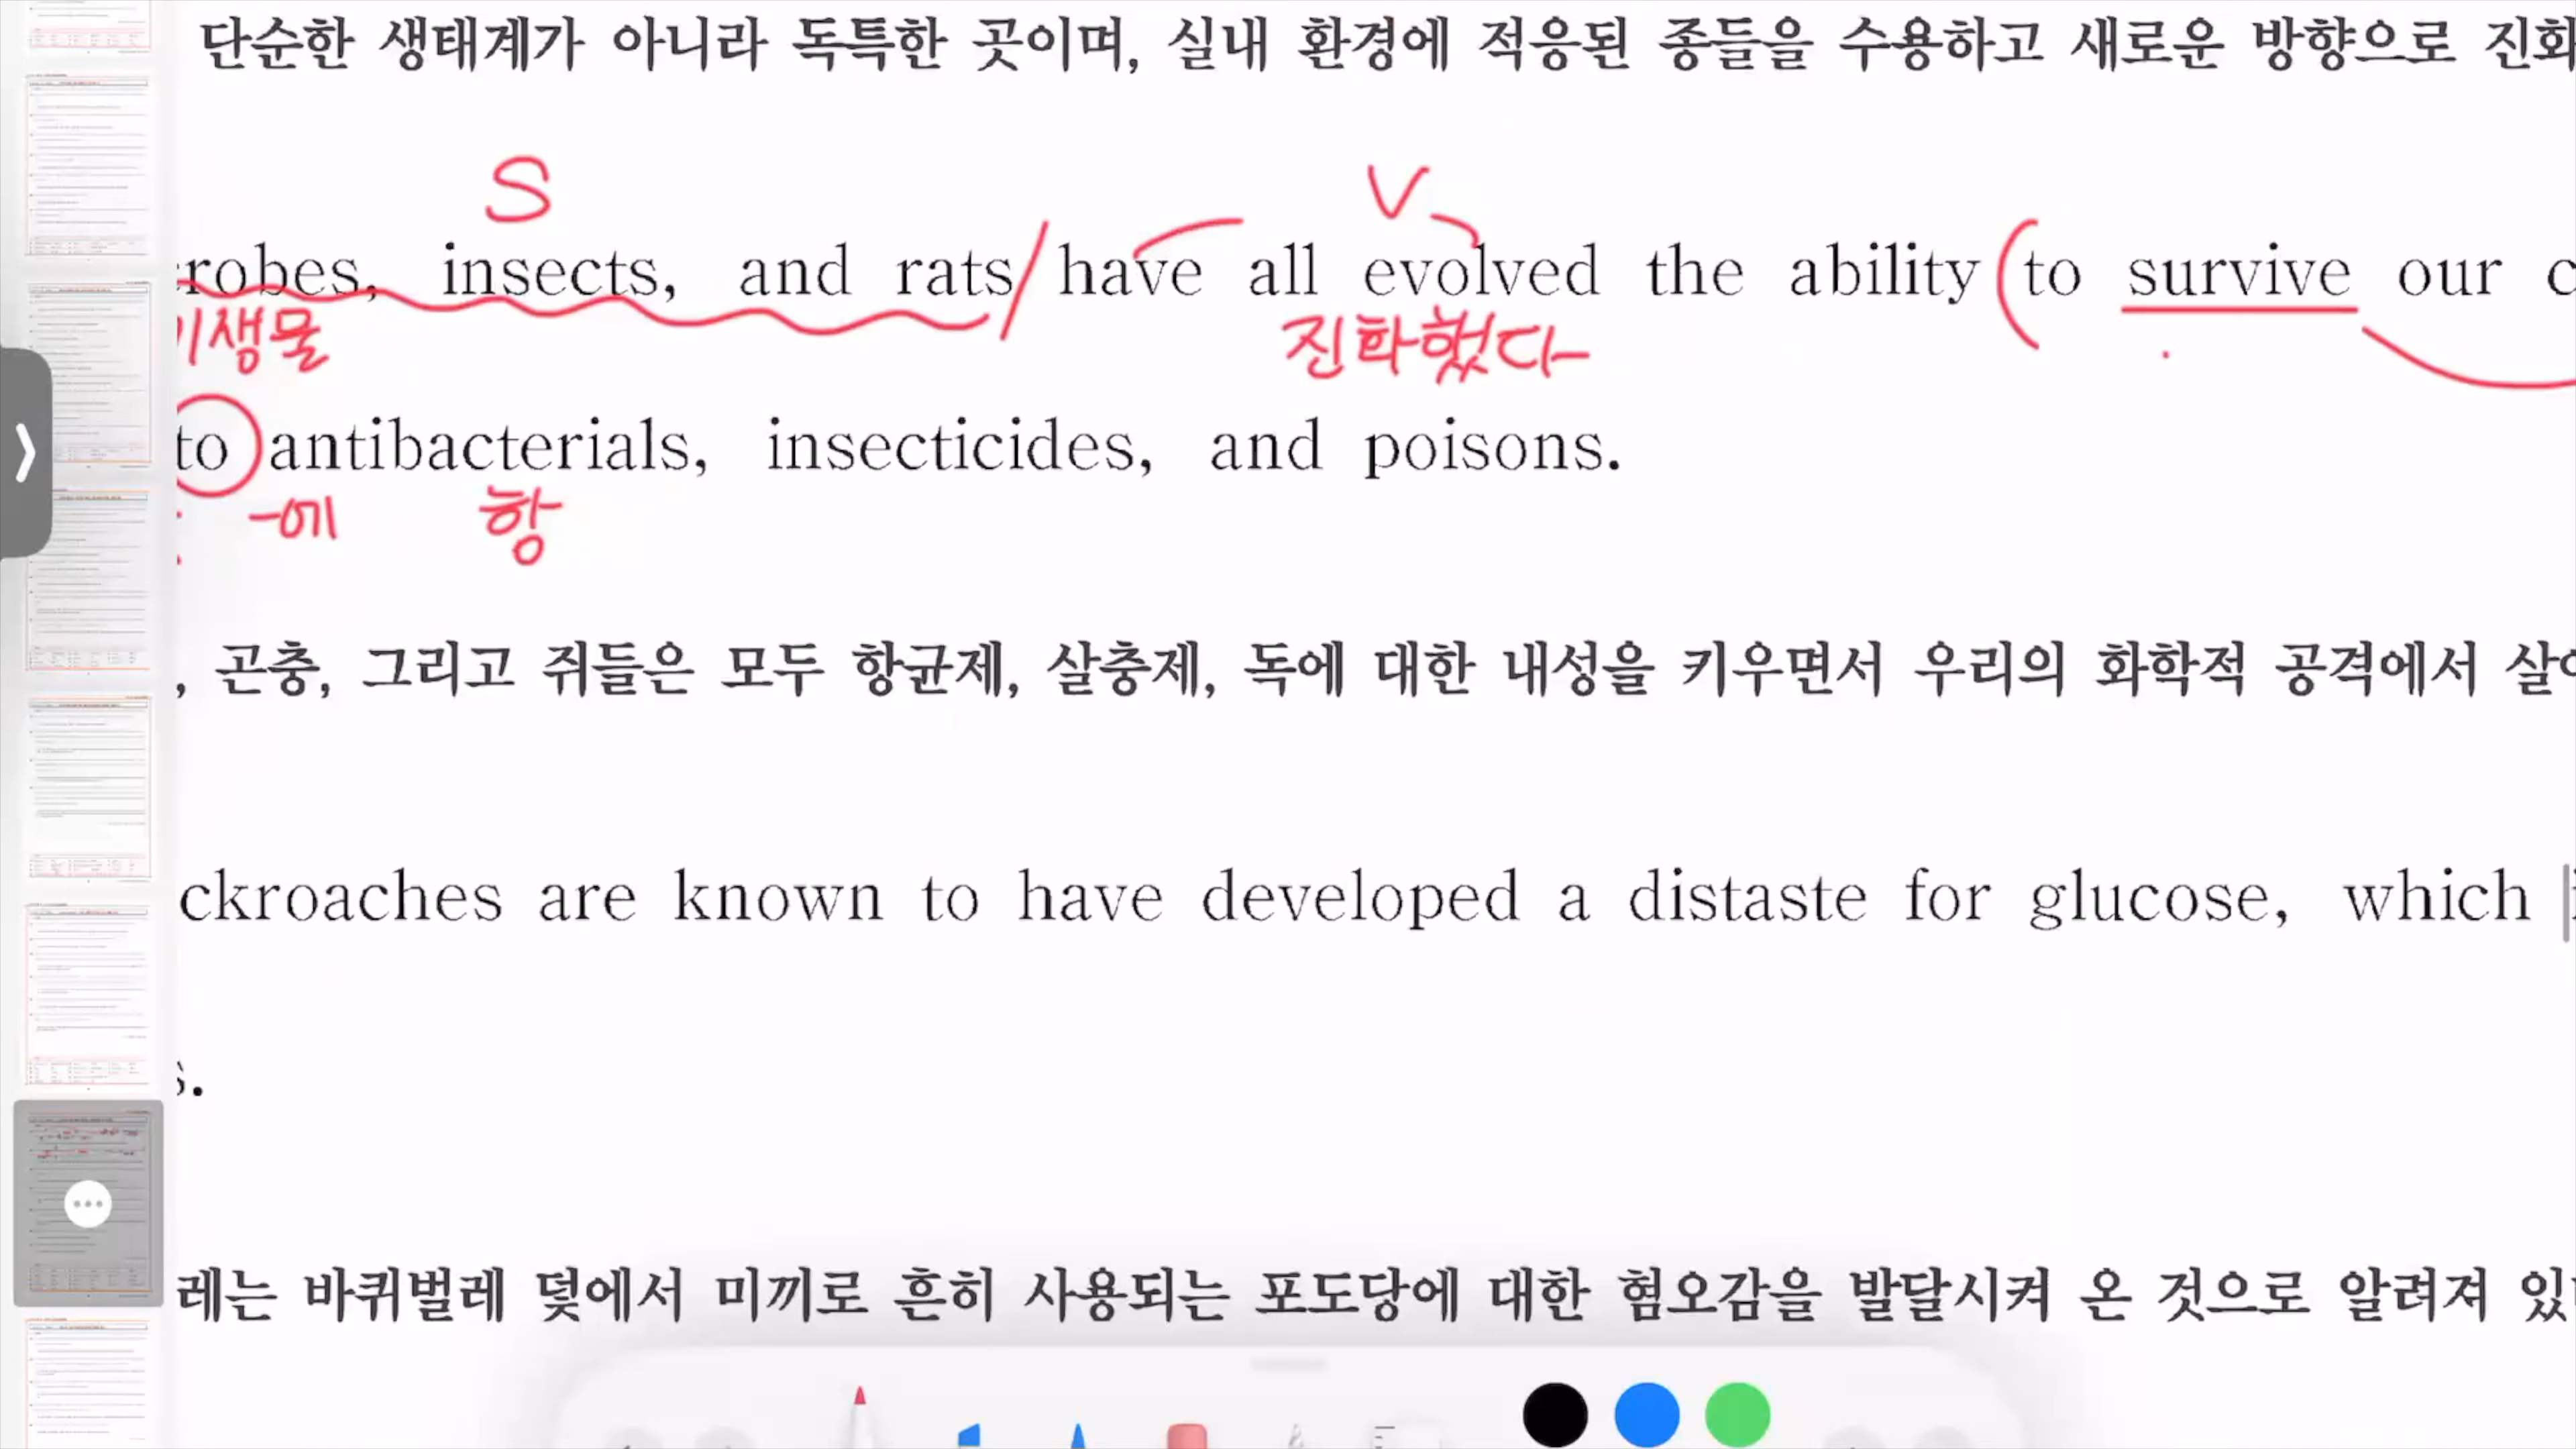 단순한 생태계가 아니라 독특한 곳이며, 실내 환경에 적응된 종들을 수용하고 새로운 방향으로 진화
S V
robes, insects, and rats have all evolved the ability to survive our c
생물 진화했다
to antibacterials, insecticides, and poisons.
-에 항
, 곤충, 그리고 쥐들은 모두 항균제, 살충제, 독에 대한 내성을 키우면서 우리의 화학적 공격에서 살아
ckroaches are known to have developed a distaste for glucose, which
s.
레는 바퀴벌레 덫에서 미끼로 흔히 사용되는 포도당에 대한 혐오감을 발달시켜 온 것으로 알려져 있